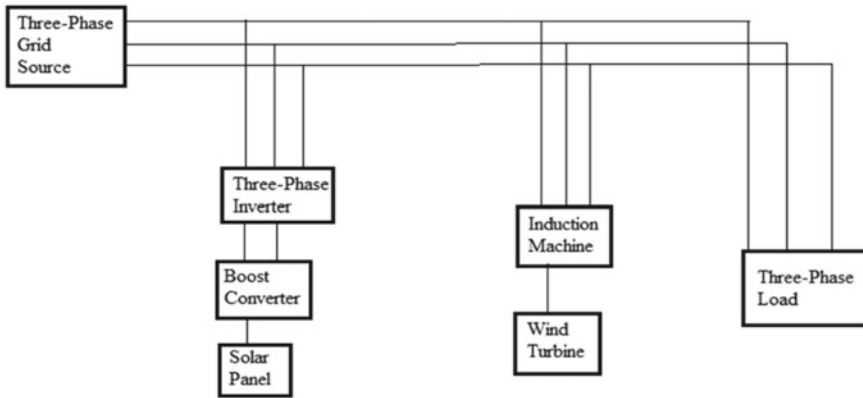 Three-Phase
Grid
Source
Three-Phase
Inverter
Boost
Converter
Solar
Panel
Induction
Machine
Wind
Turbine
Three-Phase
Load